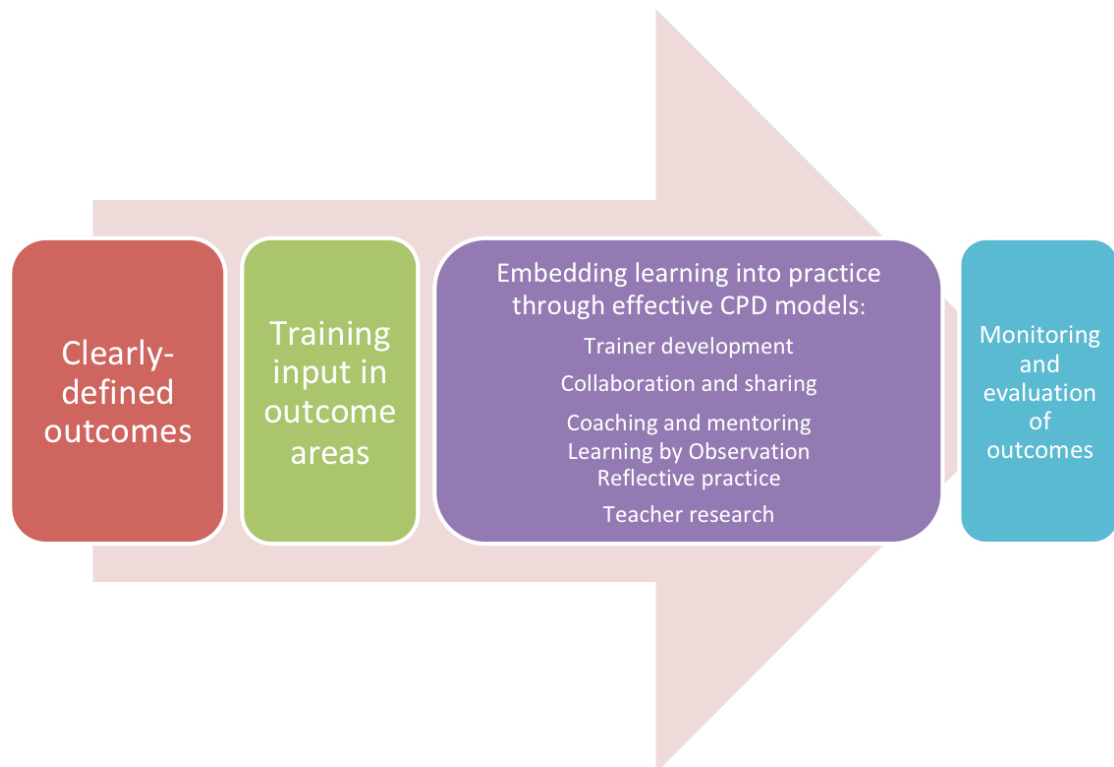 Clearly-
defined
outcomes
Training
input in
outcome
areas
Embedding learning into practice
through effective CPD models:
Trainer development
Collaboration and sharing
Coaching and mentoring
Learning by Observation
Reflective practice
Teacher research
Monitoring
and
evaluation
of
outcomes